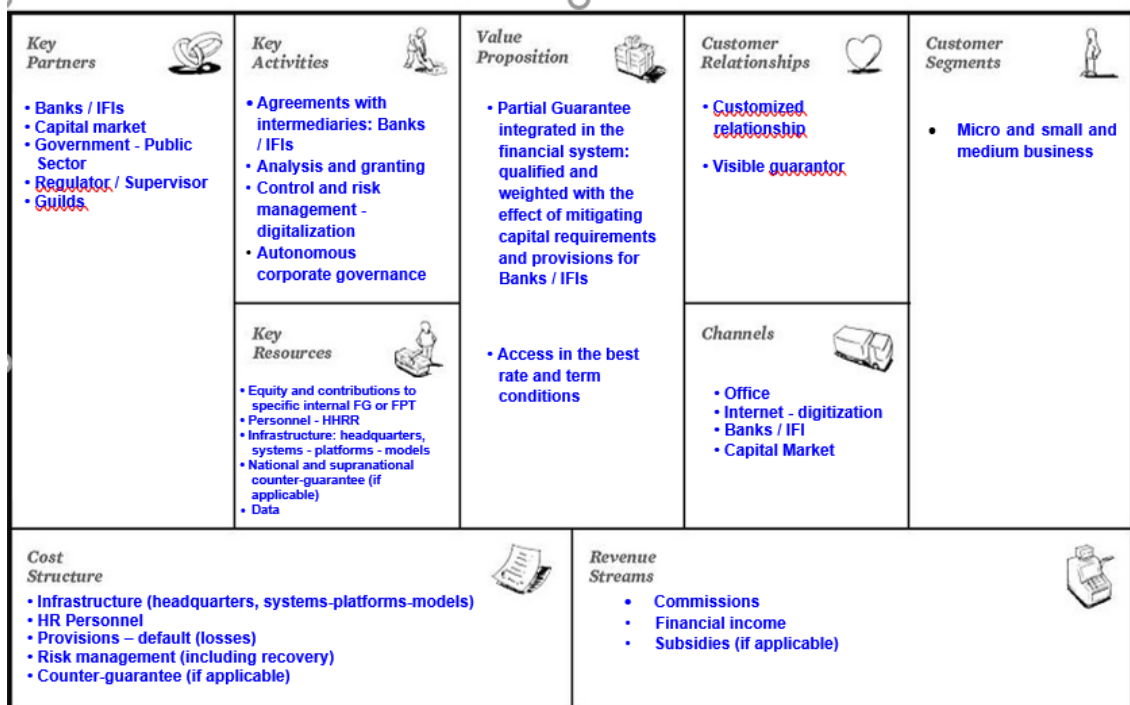 Key
Partners
• Banks / IFIs
• Capital market
• Government - Public
Sector
• Regulator / Supervisor
• Guilds
Key
Activities
• Agreements with
intermediaries: Banks
/ IFIs
• Analysis and granting
• Control and risk
management -
digitalization
• Autonomous
corporate governance
Key
Resources
• Equity and contributions to
specific internal FG or FPT
• Personnel - HHRR
• Infrastructure: headquarters,
systems - platforms - models
• National and supranational
counter-guarantee (if
applicable)
• Data
Value
Proposition
• Partial Guarantee
integrated in the
financial system:
qualified and
weighted with the
effect of mitigating
capital requirements
and provisions for
Banks / IFIs
• Access in the best
rate and term
conditions
Customer
Relationships
• Customized
relationship
• Visible guarantor
Channels
• Office
• Internet - digitization
• Banks / IFI
• Capital Market
Customer
Segments
• Micro and small and
medium business
Cost
Structure
• Infrastructure (headquarters, systems-platforms-models)
• HR Personnel
• Provisions – default (losses)
• Risk management (including recovery)
• Counter-guarantee (if applicable)
Revenue
Streams
• Commissions
• Financial income
• Subsidies (if applicable)